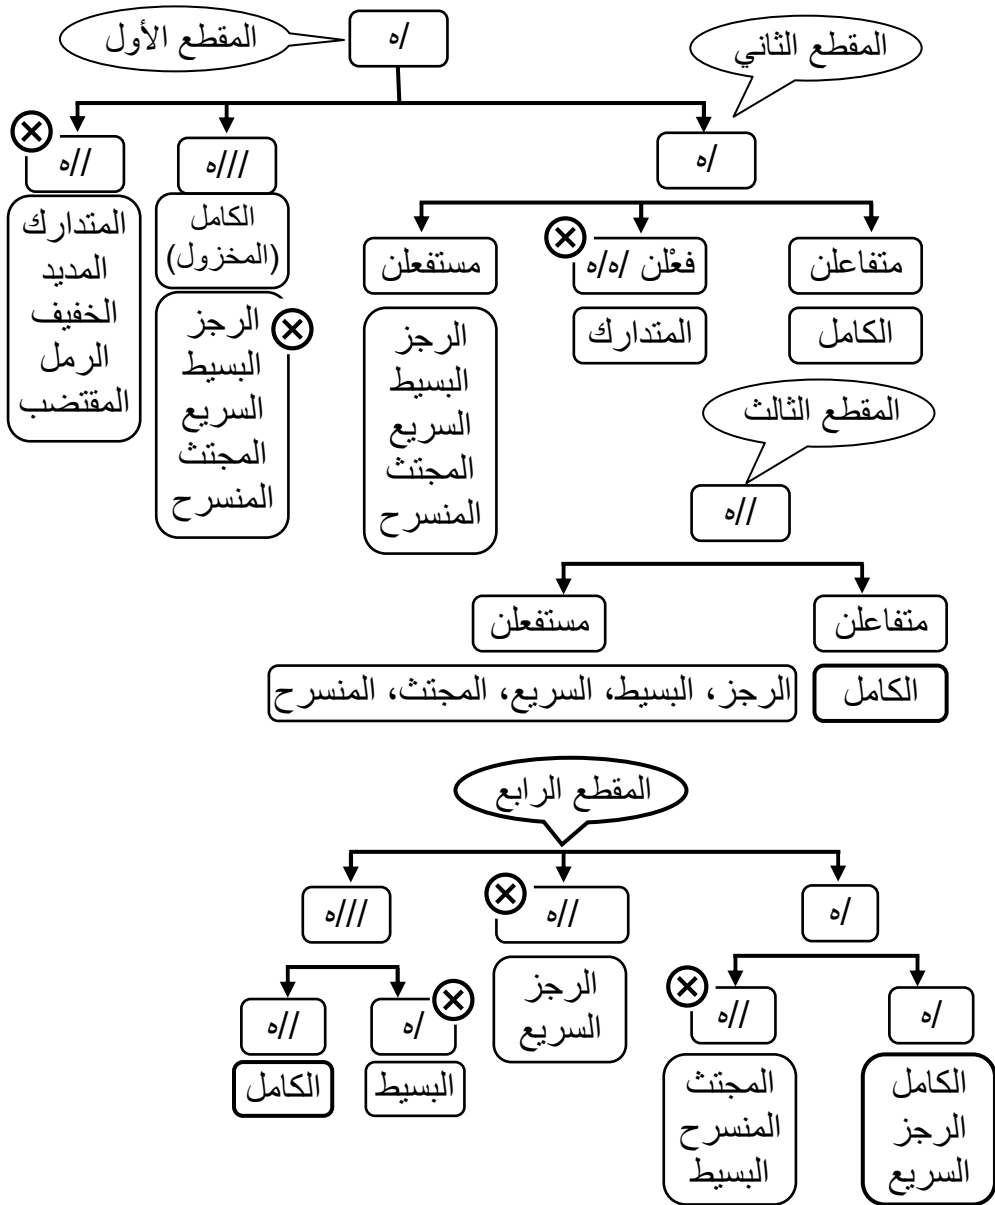 /ه
المقطع الأول
المقطع الثاني
/ه
///ه
//ه
متفاعلن
الكامل
فعْلن /ه/ه
المتدارك
مستفعلن
الرجز
البسيط
السريع
المجتث
المنسرح
الكامل
(المخزول)
الرجز
البسيط
السريع
المجتث
المنسرح
المتدارك
المديد
الخفيف
الرمل
المقتضب
المقطع الثالث
//ه
متفاعلن
مستفعلن
الكامل
الرجز، البسيط، السريع، المجتث، المنسرح
المقطع الرابع
/ه
//ه
///ه
/ه
//ه
الكامل
الرجز
السريع
المجتث
المنسرح
البسيط
الرجز
السريع
/ه
//ه
البسيط
الكامل